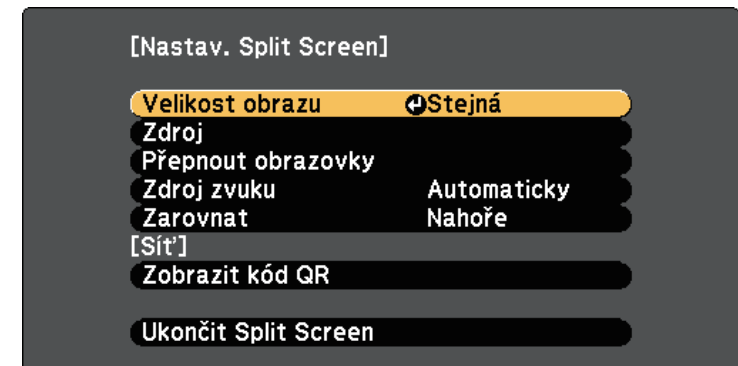 [Nastav. Split Screen]
Velikost obrazu Stejná
Zdroj
Přepnout obrazovky
Zdroj zvuku Automaticky
Zarovnat Nahoře
[Síť]
Zobrazit kód QR
Ukončit Split Screen